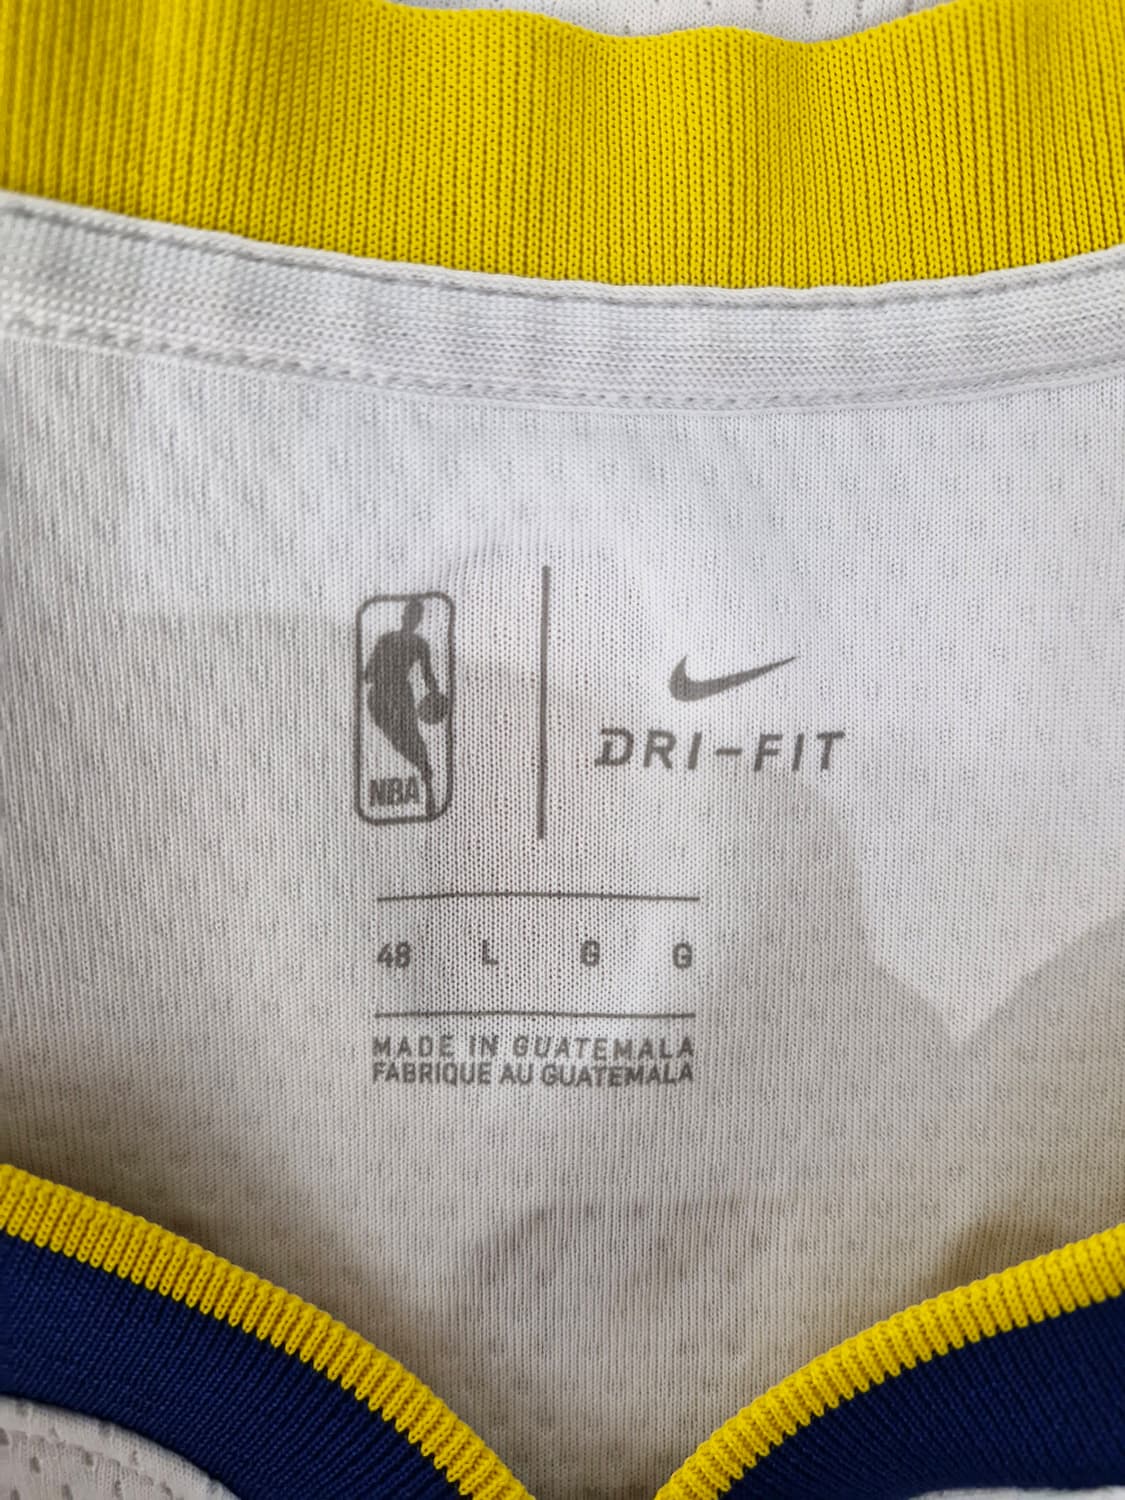 NBA
DRI-FIT
48 L G G
MADE IN GUATEMALA
FABRIQUE AU GUATEMALA